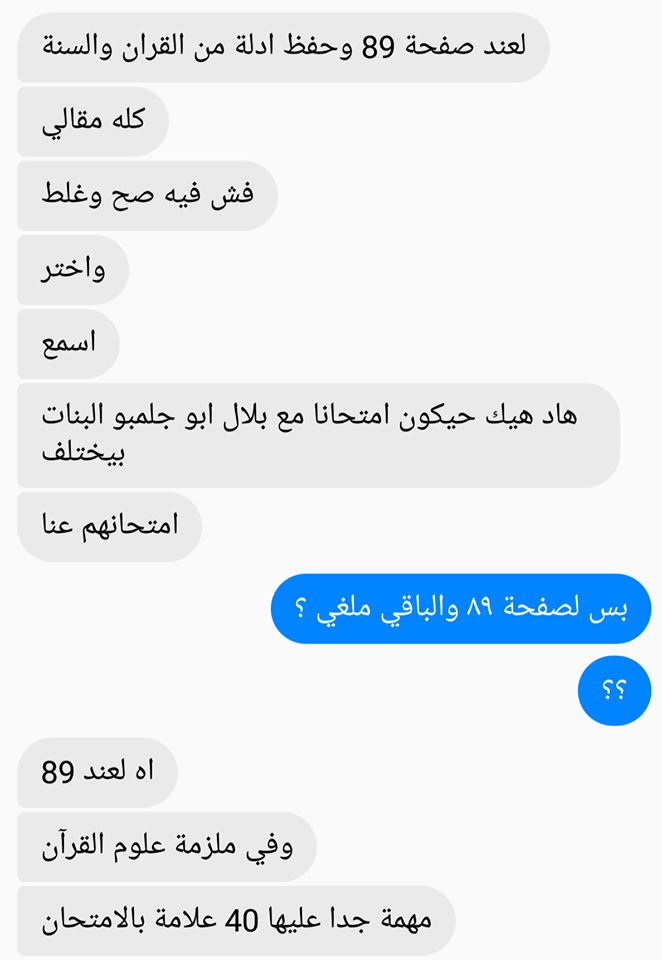 لعند صفحة 89 وحفظ ادلة من القران والسنة
كله مقالي
فش فيه صح وغلط
واختر
اسمع
هاد هيك حيكون امتحانا مع بلال ابو جلمبو البنات
بيختلف
امتحانهم عنا
بس لصفحة ٨٩ والباقي ملغي ؟
؟؟
اه لعند 89
وفي ملزمة علوم القرآن
مهمة جدا عليها 40 علامة بالامتحان